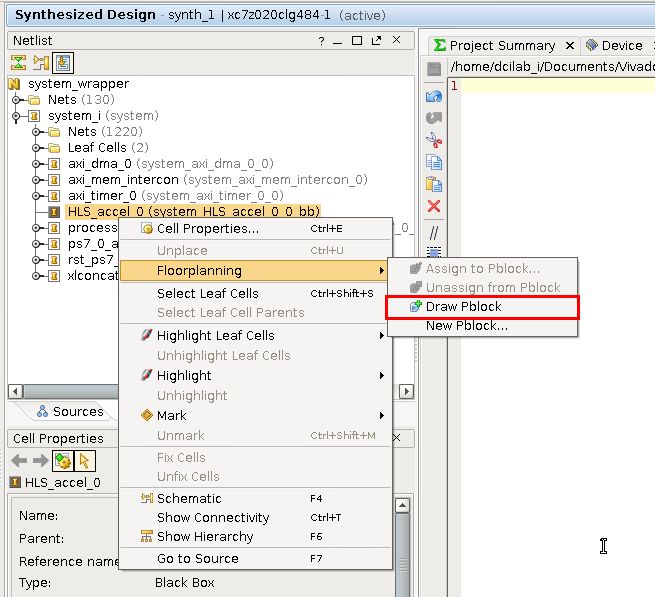 Synthesized Design - synth_1 | xc7z020clg484-1 (active)
Netlist
Project Summary
Device
/home/dcilab_i/Documents/Vivado
1
system_wrapper
Nets (130)
system_i (system)
Nets (1220)
Leaf Cells (2)
axi_dma_0 (system_axi_dma_0_0)
axi_mem_intercon (system_axi_mem_intercon_0)
axi_timer_0 (system_axi_timer_0_0)
HLS_accel_0 (system_HLS_accel_0_0_bb)
process
ps7_0_a
rst_ps7_
xlconcat
Cell Properties... Ctrl+E
Unplace Ctrl+U
Floorplanning
Select Leaf Cells Ctrl+Shift+S
Select Leaf Cell Parents
Highlight Leaf Cells
Unhighlight Leaf Cells
Highlight
Unhighlight
Mark
Unmark Ctrl+Shift+M
Fix Cells
Unfix Cells
Schematic F4
Show Connectivity Ctrl+T
Show Hierarchy F6
Go to Source F7
Assign to Pblock...
Unassign from Pblock
Draw Pblock
New Pblock...
Sources
Cell Properties
HLS_accel_0
Name:
Parent:
Reference name
Type: Black Box